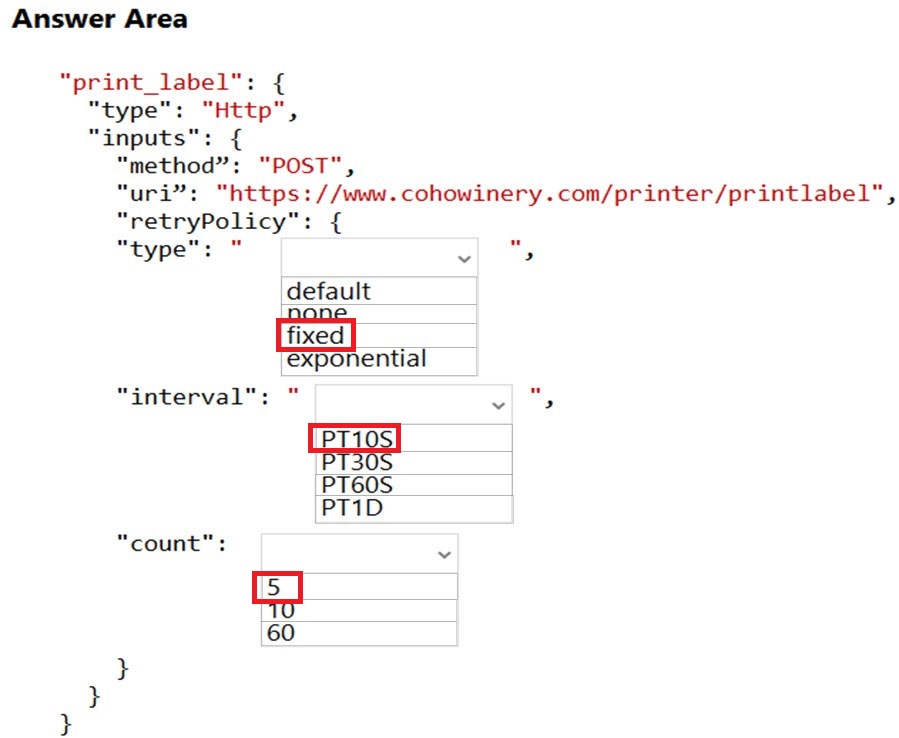 Answer Area
"print_label": {
"type": "Http",
"inputs": {
"method”: "POST",
"uri”: "https://www.cohowinery.com/printer/printlabel",
"retryPolicy": {
"type": " ",
default
none
fixed
exponential
"interval": " ",
PT10S
PT30S
PT60S
PT1D
"count":
5
10
60
}
}
}